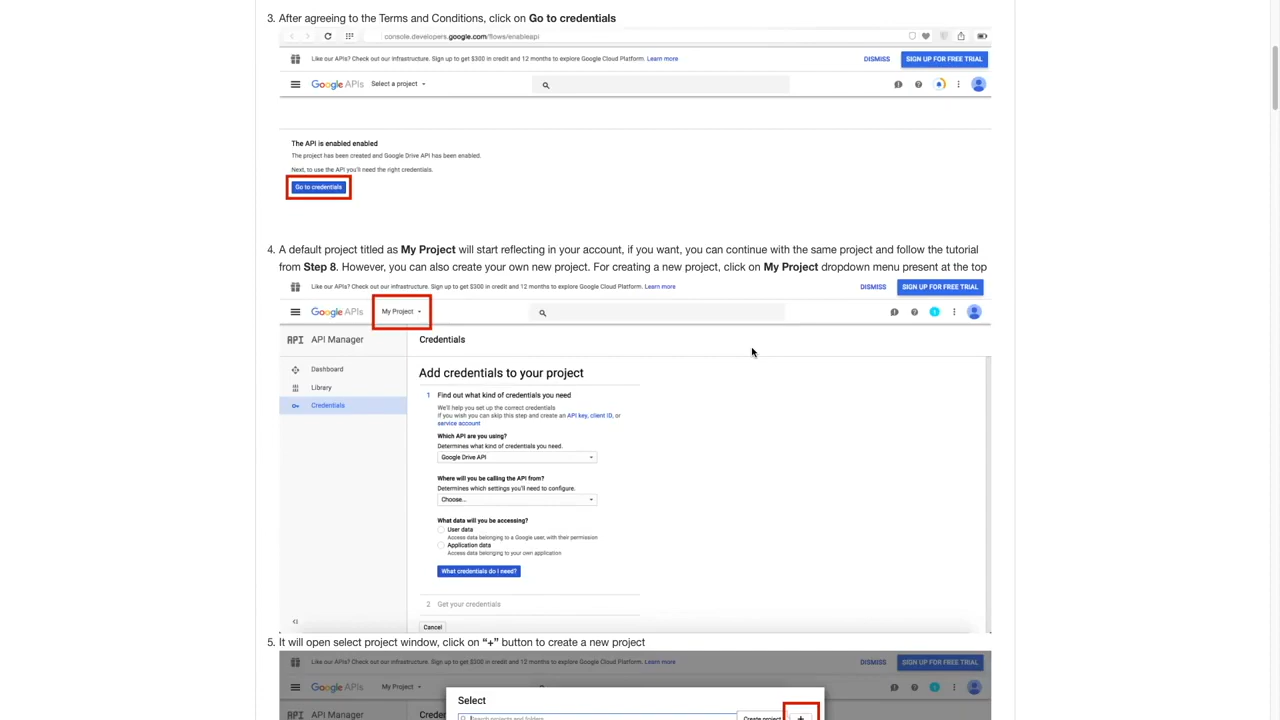 3. After agreeing to the Terms and Conditions, click on Go to credentials
console.developers.google.com/flows/enableapi
Like our APIs? Check out our infrastructure. Sign up to get $300 in credit and 12 months to explore Google Cloud Platform. Learn more DISMISS SIGN UP FOR FREE TRIAL
Google APIs Select a project
The API is enabled enabled
The project has been created and Google Drive API has been enabled.
Next, to use the API you'll need the right credentials.
Go to credentials
4. A default project titled as My Project will start reflecting in your account, if you want, you can continue with the same project and follow the tutorial
from Step 8. However, you can also create your own new project. For creating a new project, click on My Project dropdown menu present at the top
Like our APIs? Check out our infrastructure. Sign up to get $300 in credit and 12 months to explore Google Cloud Platform. Learn more DISMISS SIGN UP FOR FREE TRIAL
Google APIs My Project
API API Manager Credentials
Dashboard
Library
Credentials
Add credentials to your project
1 Find out what kind of credentials you need
We'll help you set up the correct credentials
If you wish you can skip this step and create an API key, client ID, or
service account
Which API are you using?
Determines what kind of credentials you need.
Google Drive API
Where will you be calling the API from?
Determines which settings you'll need to configure.
Choose...
What data will you be accessing?
User data
Access data belonging to a Google user, with their permission
Application data
Access data belonging to your own application
What credentials do I need?
2 Get your credentials
Cancel
5. It will open select project window, click on “+” button to create a new project
Like our APIs? Check out our infrastructure. Sign up to get $300 in credit and 12 months to explore Google Cloud Platform. Learn more DISMISS SIGN UP FOR FREE TRIAL
Google APIs My Project
Select
API API Manager
Search projects and folders Create project +